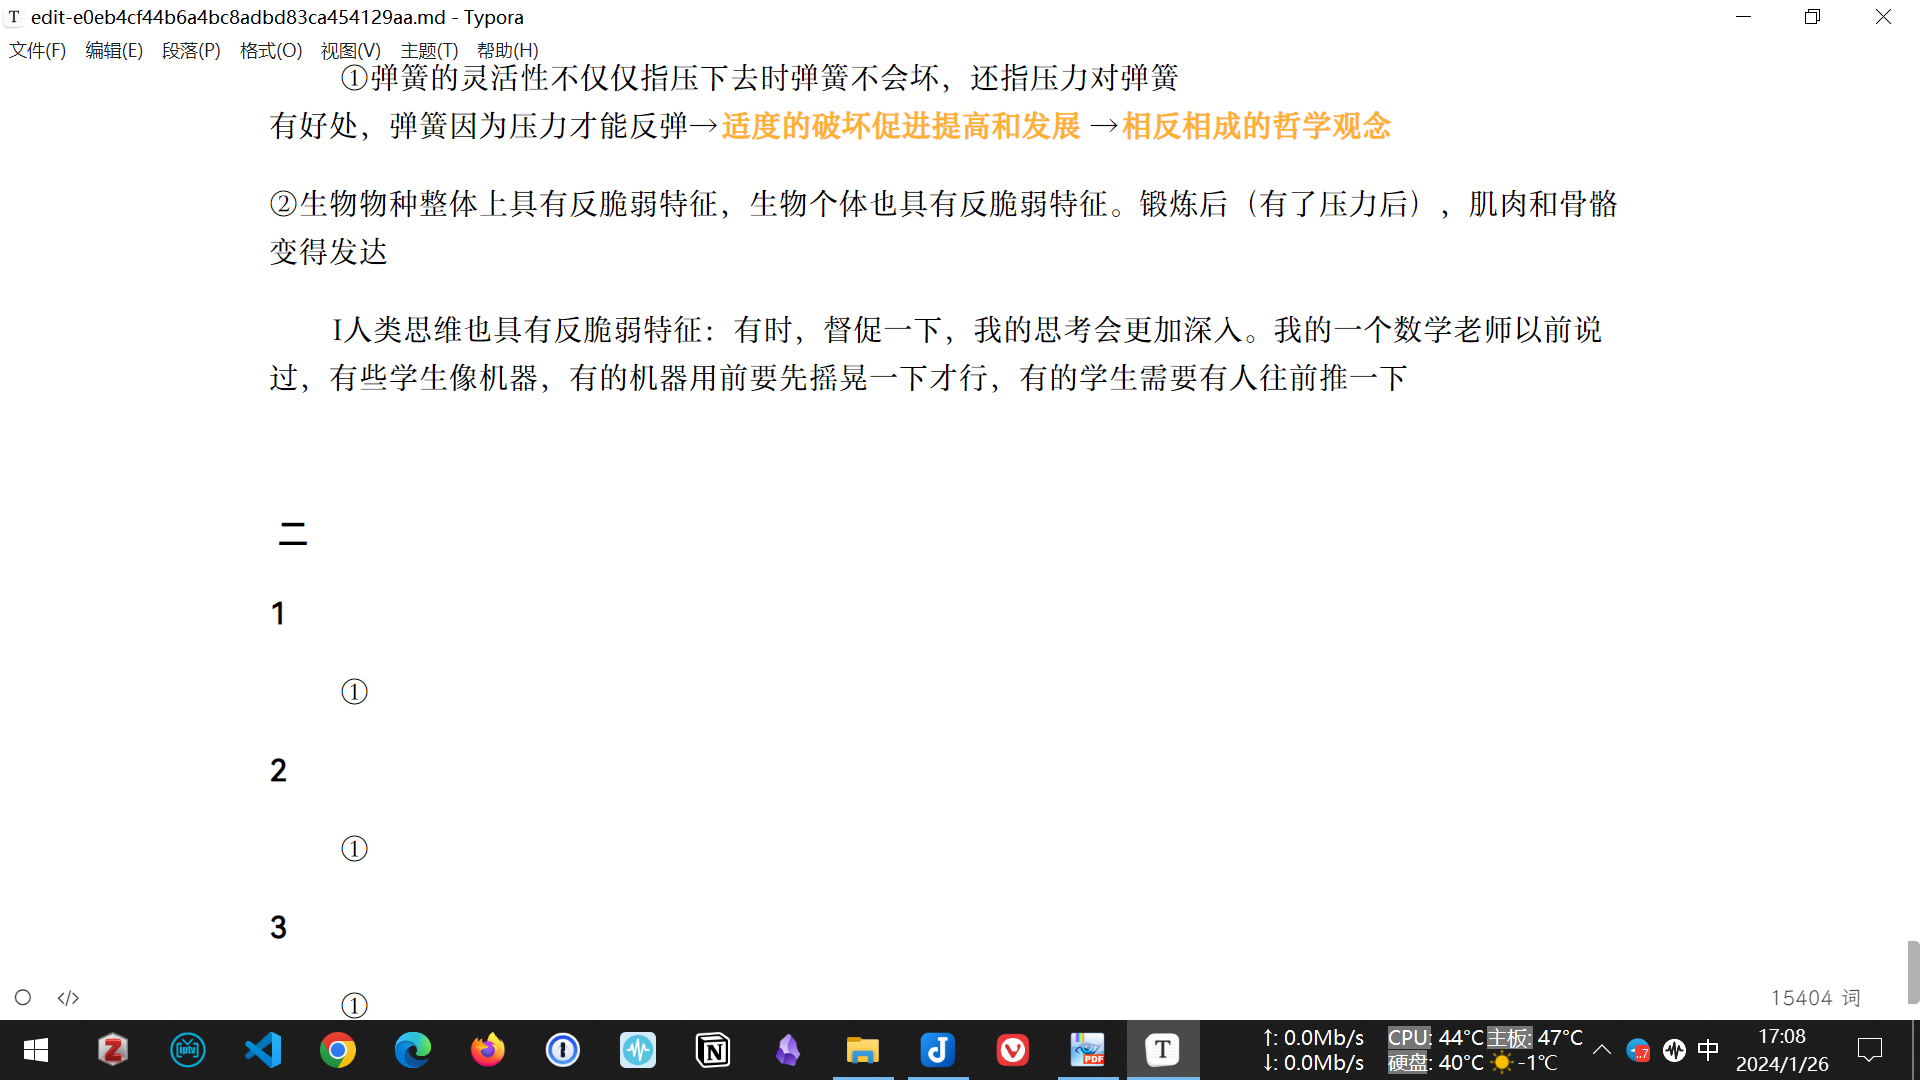 edit-e0eb4cf44b6a4bc8adbd83ca454129aa.md - Typora
文件(F) 编辑(E) 段落(P) 格式(O) 视图(V) 主题(T) 帮助(H)
①弹簧的灵活性不仅仅指压下去时弹簧不会坏，还指压力对弹簧
有好处，弹簧因为压力才能反弹→适度的破坏促进提高和发展 →相反相成的哲学观念
②生物物种整体上具有反脆弱特征，生物个体也具有反脆弱特征。锻炼后（有了压力后），肌肉和骨骼
变得发达
I人类思维也具有反脆弱特征：有时，督促一下，我的思考会更加深入。我的一个数学老师以前说
过，有些学生像机器，有的机器用前要先摇晃一下才行，有的学生需要有人往前推一下
二
1
①
2
①
3
①
15404 词
↑: 0.0Mb/s CPU: 44°C 主板: 47°C
↓: 0.0Mb/s 硬盘: 40°C -1°C
中
17:08
2024/1/26